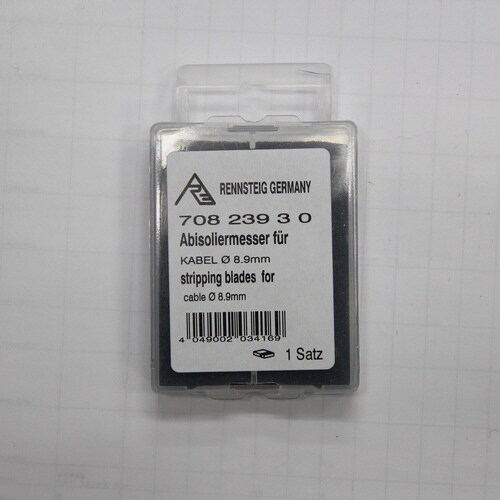 RE RENNSTEIG GERMANY
708 239 3 0
Abisoliermesser für
KABEL Ø 8.9mm
stripping blades for
cable Ø 8.9mm
4 049002 034169
1 Satz